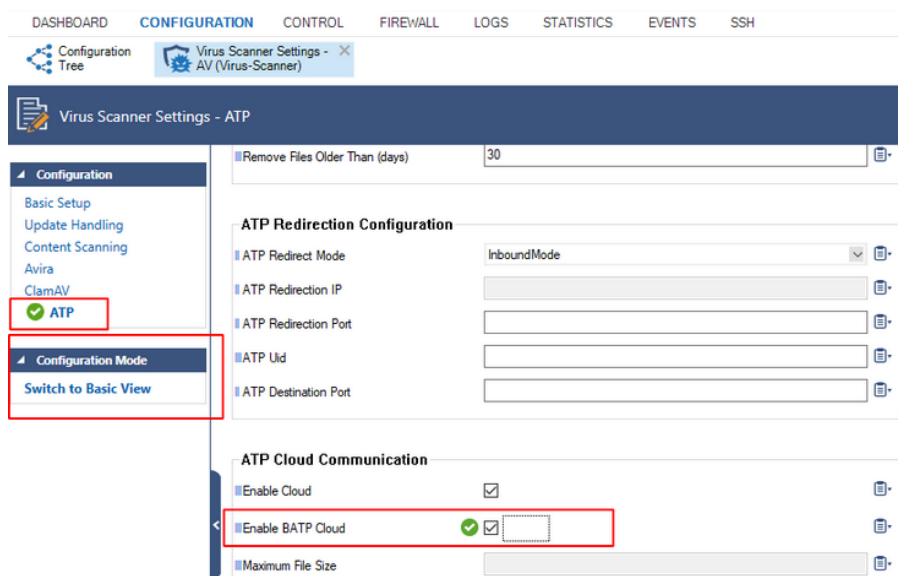 DASHBOARD CONFIGURATION CONTROL FIREWALL LOGS STATISTICS EVENTS SSH
Configuration
Tree
Virus Scanner Settings -
AV (Virus-Scanner)
Virus Scanner Settings - ATP
Configuration
Basic Setup
Update Handling
Content Scanning
Avira
ClamAV
ATP
Configuration Mode
Switch to Basic View
Remove Files Older Than (days) 30
ATP Redirection Configuration
ATP Redirect Mode InboundMode
ATP Redirection IP
ATP Redirection Port
ATP Uid
ATP Destination Port
ATP Cloud Communication
Enable Cloud
Enable BATP Cloud
Maximum File Size